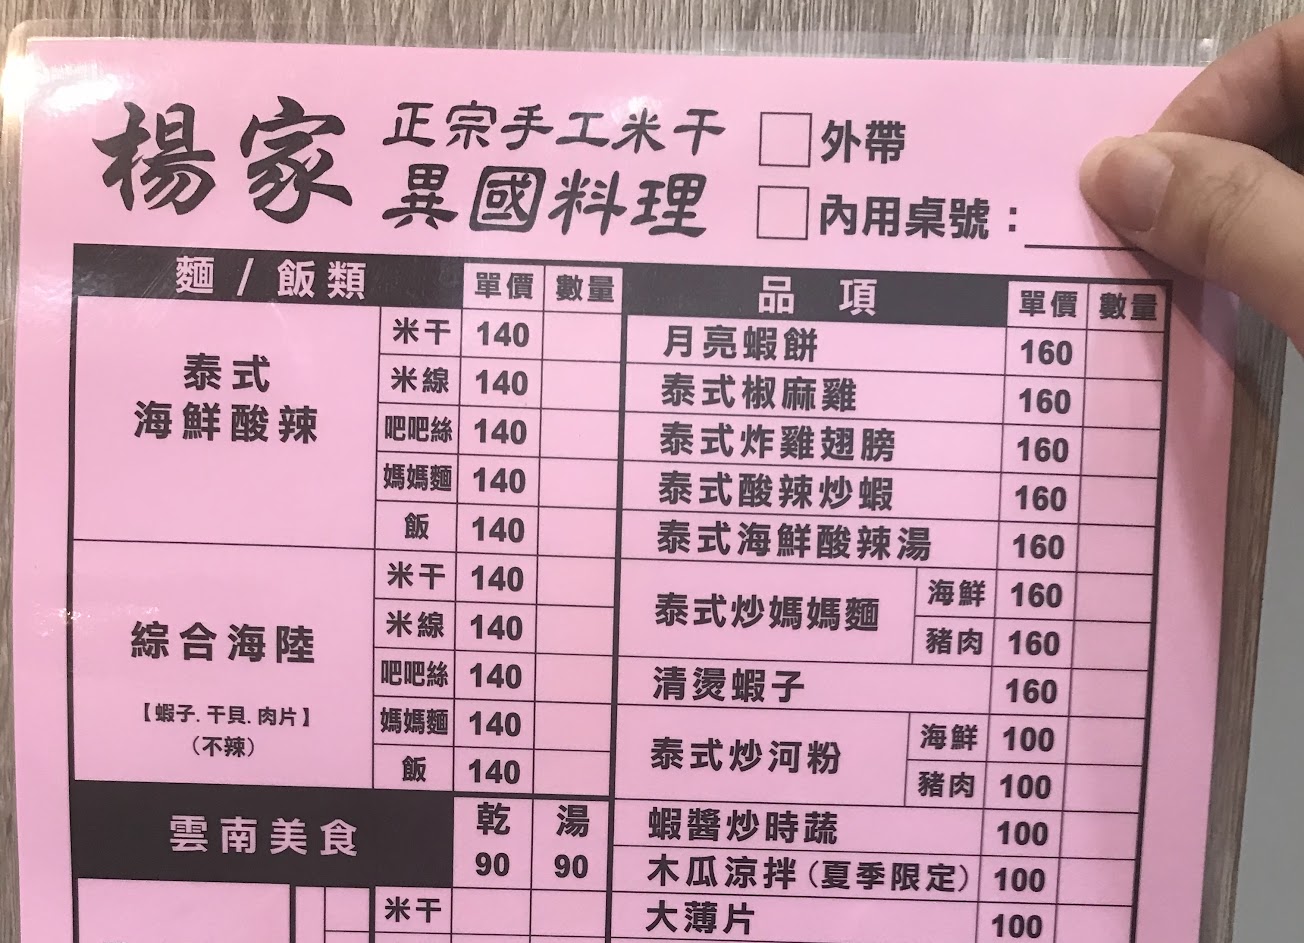 楊家
正宗手工米干
異國料理
外帶
內用桌號：
麵 / 飯類 單價 數量
泰式
海鮮酸辣
米干 140
米線 140
吧吧絲 140
媽媽麵 140
飯 140
綜合海陸
【蝦子.干貝.肉片】
（不辣）
米干 140
米線 140
吧吧絲 140
媽媽麵 140
飯 140
雲南美食 乾 湯
90 90
米干
品 項 單價 數量
月亮蝦餅 160
泰式椒麻雞 160
泰式炸雞翅膀 160
泰式酸辣炒蝦 160
泰式海鮮酸辣湯 160
泰式炒媽媽麵 海鮮 160
豬肉 160
清燙蝦子 160
泰式炒河粉 海鮮 100
豬肉 100
蝦醬炒時蔬 100
木瓜涼拌（夏季限定） 100
大薄片 100